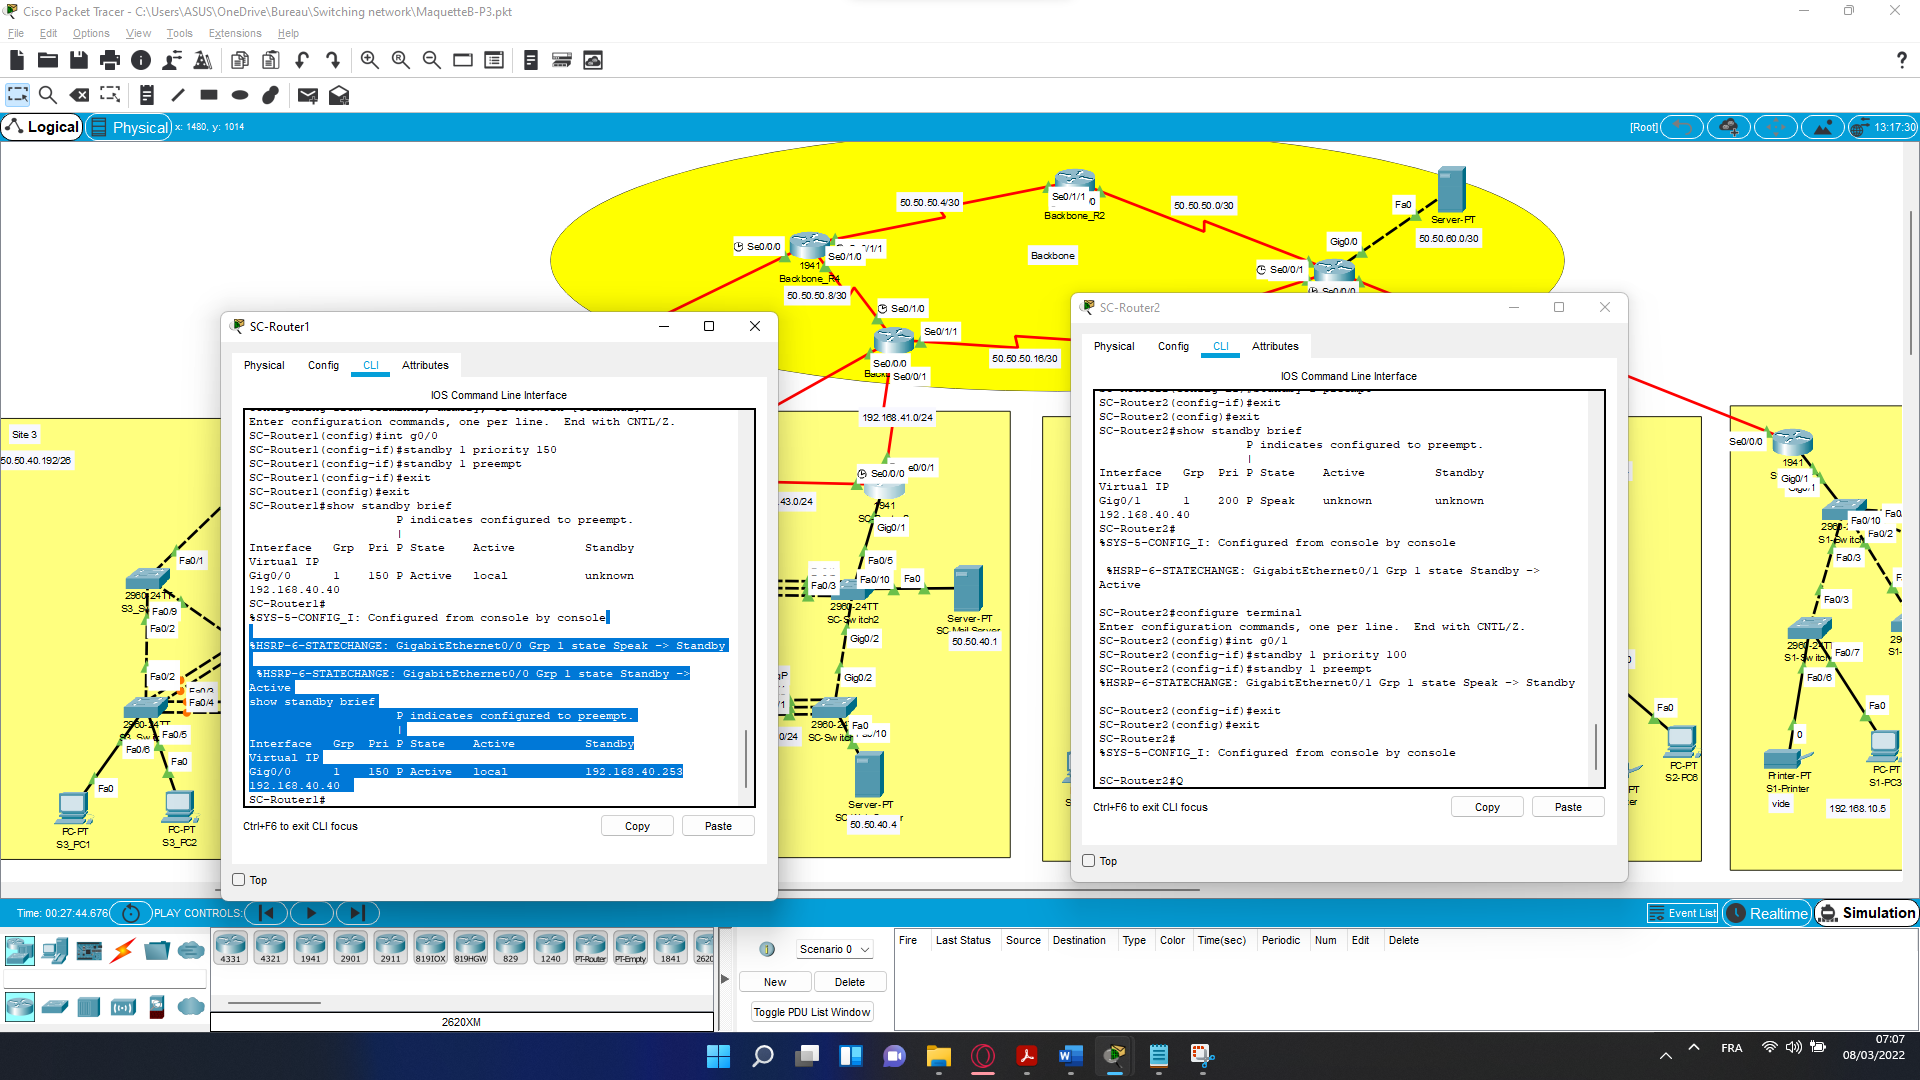 Cisco Packet Tracer - C:\Users\ASUS\OneDrive\Bureau\Switching network\MaquetteB-P3.pkt
File Edit Options View Tools Extensions Help
Logical Physical x: 1480, y: 1014
[Root] 13:17:30
Se0/1/1
Backbone_R2
50.50.50.4/30
50.50.50.0/30
Fa0
Server-PT
50.50.60.0/30
Gig0/0
Se0/0/0
Se0/1/0
1941
Backbone_R4
Backbone
Se0/0/1
50.50.50.8/30
Se0/1/0
Se0/1/1
Se0/0/0
Se0/0/1
50.50.50.16/30
192.168.41.0/24
Site 3
50.50.40.192/26
Fa0/1
2960-24TT
Fa0/9
Fa0/2
Fa0/2
Fa0/3
Fa0/4
Fa0/5
Fa0/6
Fa0
Fa0
PC-PT
S3_PC1
PC-PT
S3_PC2
SC-Router1
Physical Config CLI Attributes
IOS Command Line Interface
Enter configuration commands, one per line. End with CNTL/Z.
SC-Router1(config)#int g0/0
SC-Router1(config-if)#standby 1 priority 150
SC-Router1(config-if)#standby 1 preempt
SC-Router1(config-if)#exit
SC-Router1(config)#exit
SC-Router1#show standby brief
P indicates configured to preempt.
|
Interface Grp Pri P State Active Standby
Virtual IP
Gig0/0 1 150 P Active local unknown
192.168.40.40
SC-Router1#
%SYS-5-CONFIG_I: Configured from console by console
%HSRP-6-STATECHANGE: GigabitEthernet0/0 Grp 1 state Speak -> Standby
%HSRP-6-STATECHANGE: GigabitEthernet0/0 Grp 1 state Standby ->
Active
show standby brief
P indicates configured to preempt.
|
Interface Grp Pri P State Active Standby
Virtual IP
Gig0/0 1 150 P Active local 192.168.40.253
192.168.40.40
SC-Router1#
Ctrl+F6 to exit CLI focus
Copy Paste
Top
Se0/0/0
e0/0/1
43.0/24
1941
Gig0/1
Fa0/5
Fa0/3
Fa0/10
Fa0
2960-24TT
SC-Switch2
Server-PT
50.50.40.1
Gig0/2
Gig0/2
0/24
Fa0
Server-PT
50.50.40.4
SC-Router2
Physical Config CLI Attributes
IOS Command Line Interface
SC-Router2(config-if)#exit
SC-Router2(config)#exit
SC-Router2#show standby brief
P indicates configured to preempt.
|
Interface Grp Pri P State Active Standby
Virtual IP
Gig0/1 1 200 P Speak unknown unknown
192.168.40.40
SC-Router2#
%SYS-5-CONFIG_I: Configured from console by console
%HSRP-6-STATECHANGE: GigabitEthernet0/1 Grp 1 state Standby ->
Active
SC-Router2#configure terminal
Enter configuration commands, one per line. End with CNTL/Z.
SC-Router2(config)#int g0/1
SC-Router2(config-if)#standby 1 priority 100
SC-Router2(config-if)#standby 1 preempt
%HSRP-6-STATECHANGE: GigabitEthernet0/1 Grp 1 state Speak -> Standby
SC-Router2(config-if)#exit
SC-Router2(config)#exit
SC-Router2#
%SYS-5-CONFIG_I: Configured from console by console
SC-Router2#Q
Ctrl+F6 to exit CLI focus
Copy Paste
Top
Fa0
PC-PT
S2-PC6
Se0/0/0
1941
Gig0/1
Fa0/10
Fa0/2
Fa0/3
Fa0/3
Fa0/7
Fa0/6
Fa0
0
Printer-PT
S1-Printer
vide
PC-PT
S1-PC3
192.168.10.5
Time: 00:27:44.676 PLAY CONTROLS:
Event List Realtime Simulation
4331 4321 1941 2901 2911 819IOX 819HGW 829 1240 PT-Router PT-Empty 1841 2620
2620XM
Scenario 0
New Delete
Toggle PDU List Window
Fire Last Status Source Destination Type Color Time(sec) Periodic Num Edit Delete
FRA
07:07
08/03/2022